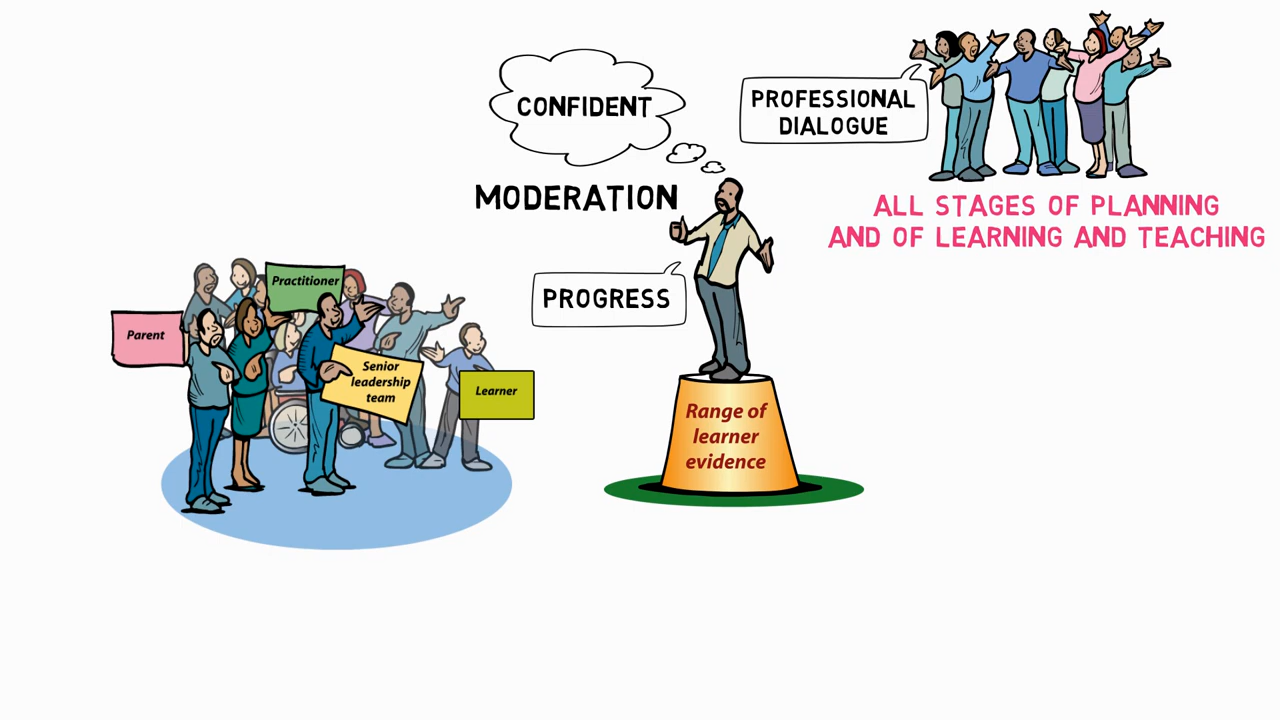 CONFIDENT
PROFESSIONAL
DIALOGUE
MODERATION
ALL STAGES OF PLANNING
AND OF LEARNING AND TEACHING
PROGRESS
Practitioner
Parent
Senior
leadership
team
Learner
Range of
learner
evidence